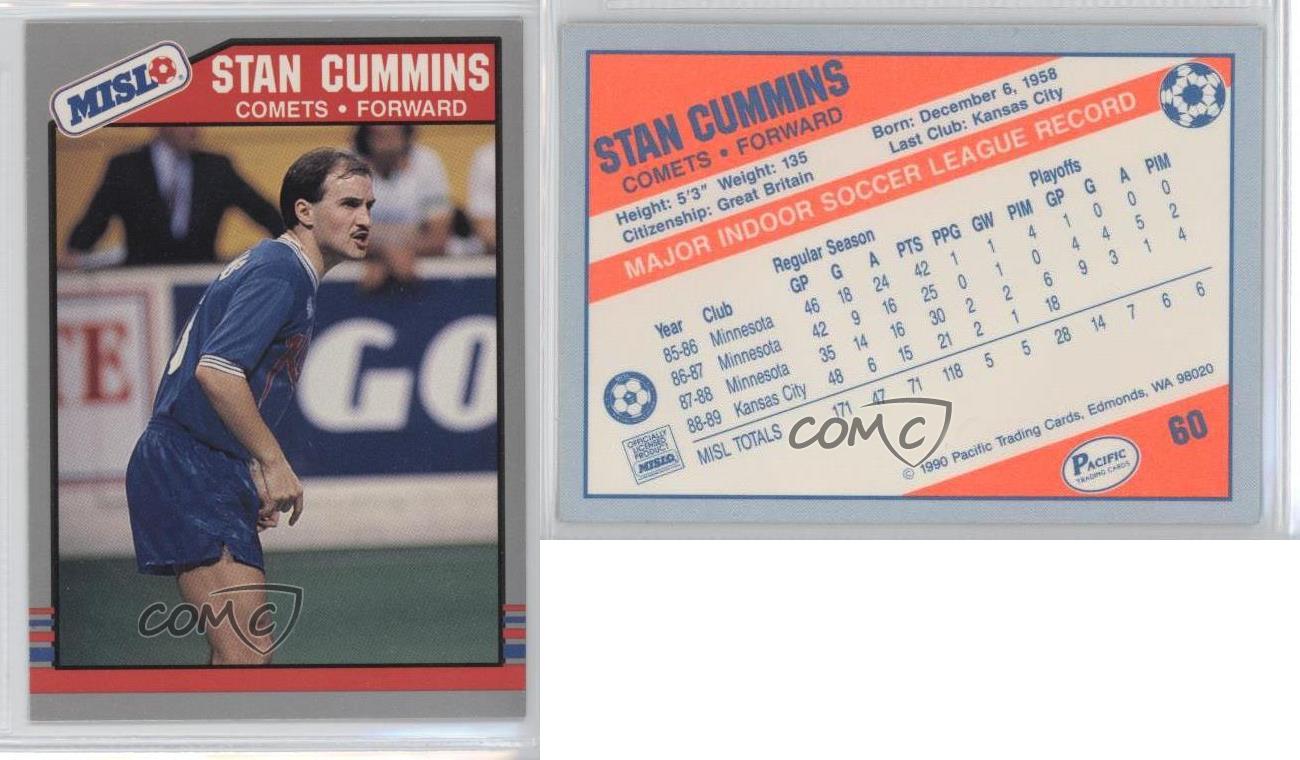 MISL
STAN CUMMINS
COMETS • FORWARD
TE
GO
COMC
STAN CUMMINS
COMETS • FORWARD
Height: 5'3" Weight: 135
Born: December 6, 1958
Citizenship: Great Britain
Last Club: Kansas City
MAJOR INDOOR SOCCER LEAGUE RECORD
Regular Season Playoffs
Year Club GP G A PTS PPG GW PIM GP G A PIM
85-86 Minnesota 46 18 24 42 1 1 4 1 0 0 0
86-87 Minnesota 42 9 16 25 0 1 0 4 4 5 2
87-88 Minnesota 35 14 16 30 2 2 6 9 3 1 4
88-89 Kansas City 48 6 15 21 2 1 18
MISL TOTALS 171 47 71 118 5 5 28 14 7 6 6
OFFICIALLY
LICENSED
PRODUCT
MISL
COMC
© 1990 Pacific Trading Cards, Edmonds, WA 98020
PACIFIC
TRADING CARDS
60